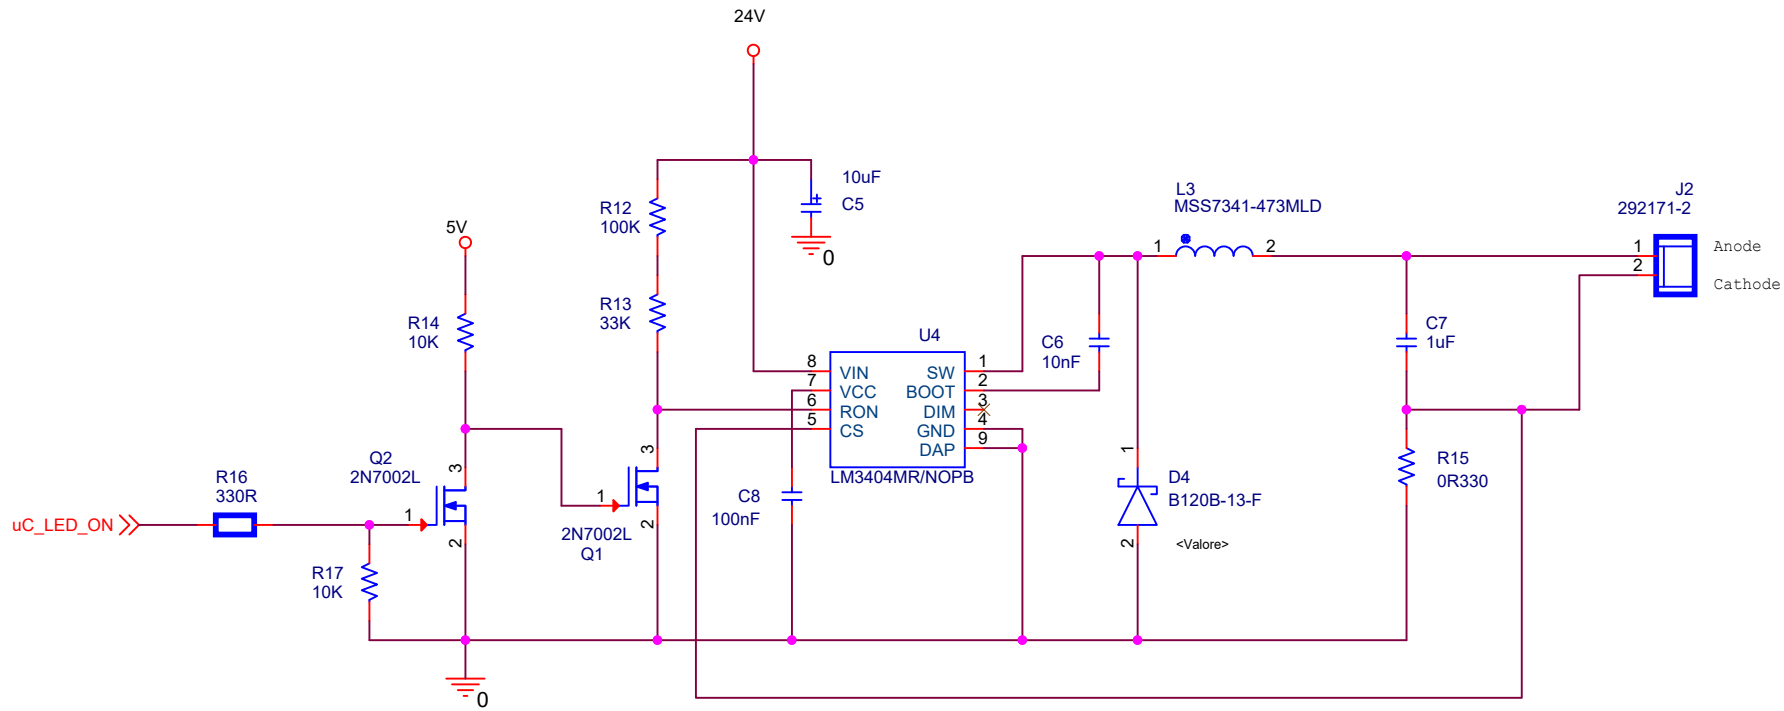 24V
10uF
C5
0
R12
100K
R13
33K
5V
R14
10K
Q2
2N7002L
3
1
2
R16
330R
uC_LED_ON
R17
10K
0
3
1
2
2N7002L
Q1
C8
100nF
U4
8
7
6
5
VIN
VCC
RON
CS
SW
BOOT
DIM
GND
DAP
1
2
3
4
9
LM3404MR/NOPB
C6
10nF
L3
MSS7341-473MLD
1
2
1
D4
B120B-13-F
2
<Valore>
C7
1uF
R15
0R330
J2
292171-2
1
2
Anode
Cathode